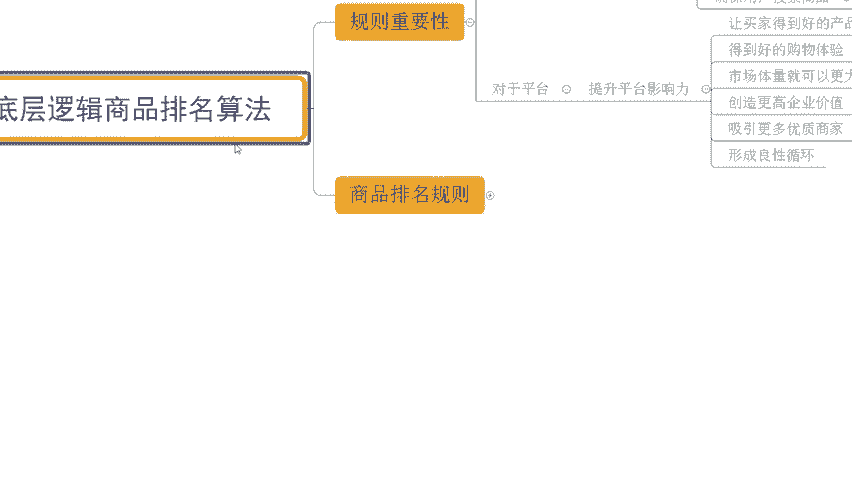 规则重要性
让买家得到好的产品
得到好的购物体验
市场体量就可以更大
对于平台
提升平台影响力
创造更高企业价值
底层逻辑商品排名算法
吸引更多优质商家
形成良性循环
商品排名规则